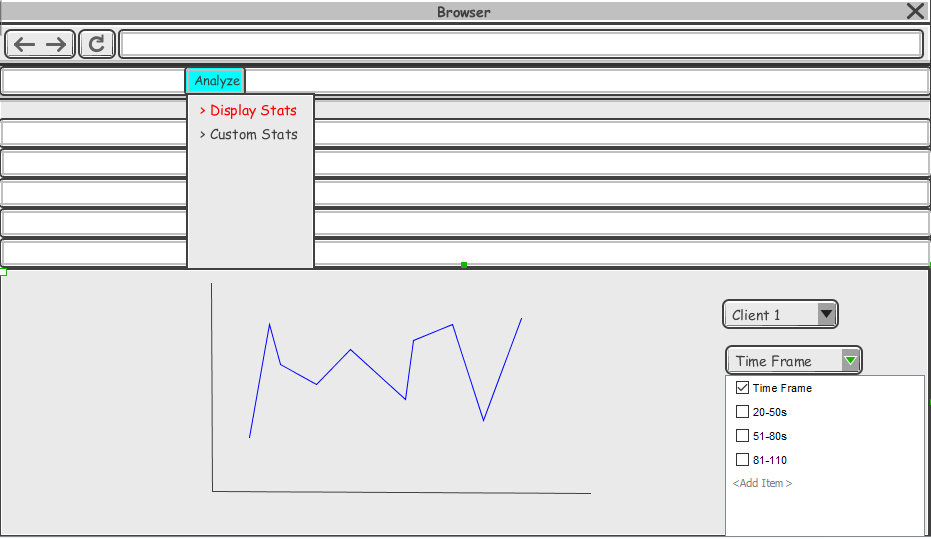 Browser
Analyze
> Display Stats
> Custom Stats
Client 1
Time Frame
Time Frame
20-50s
51-80s
81-110
<Add Item >